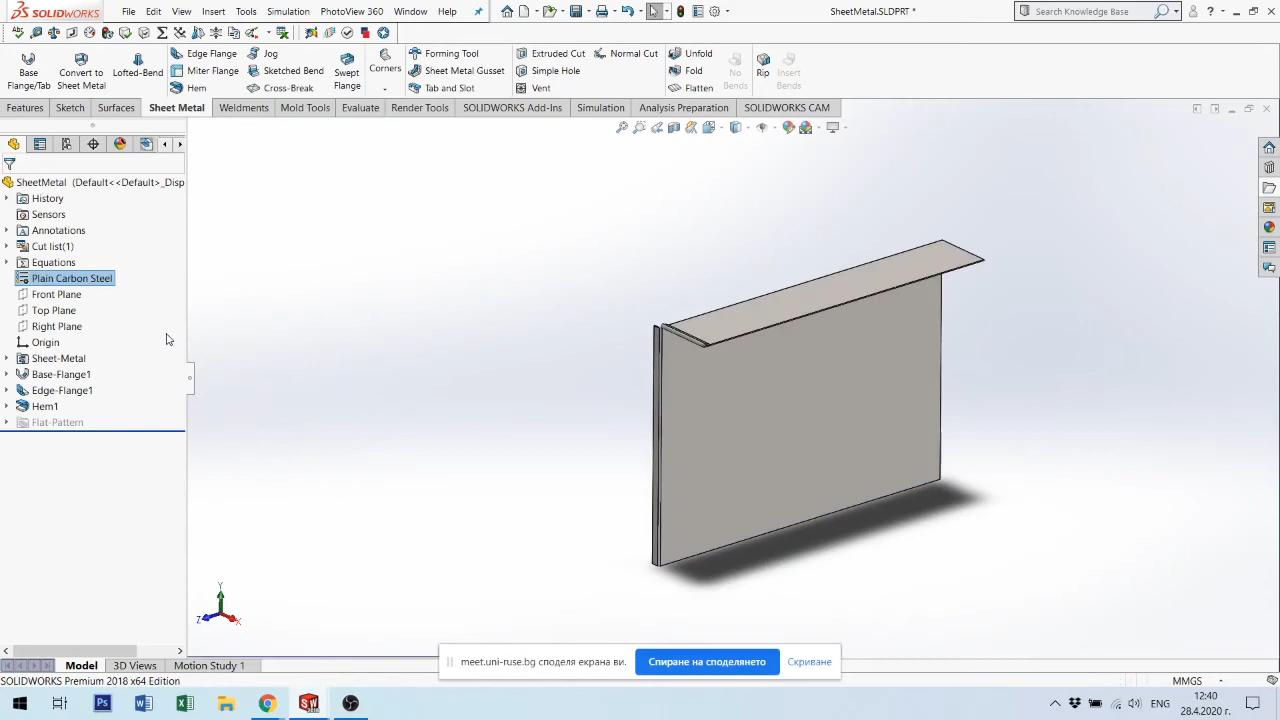 SOLIDWORKS File Edit View Insert Tools Simulation PhotoView 360 Window Help SheetMetal.SLDPRT * Search Knowledge Base
Base Flange/Tab
Convert to Sheet Metal
Lofted-Bend
Edge Flange
Miter Flange
Hem
Jog
Sketched Bend
Cross-Break
Swept Flange
Corners
Forming Tool
Sheet Metal Gusset
Tab and Slot
Extruded Cut
Simple Hole
Vent
Normal Cut
Unfold
Fold
Flatten
No Bends
Rip
Insert Bends
Features Sketch Surfaces Sheet Metal Weldments Mold Tools Evaluate Render Tools SOLIDWORKS Add-Ins Simulation Analysis Preparation SOLIDWORKS CAM
SheetMetal (Default<<Default>_Disp
History
Sensors
Annotations
Cut list(1)
Equations
Plain Carbon Steel
Front Plane
Top Plane
Right Plane
Origin
Sheet-Metal
Base-Flange1
Edge-Flange1
Hem1
Flat-Pattern
Y
Z
X
meet.uni-ruse.bg споделя екрана ви. Спиране на споделянето Скриване
Model 3D Views Motion Study 1
SOLIDWORKS Premium 2018 x64 Edition MMGS
ENG 12:40
28.4.2020 г.